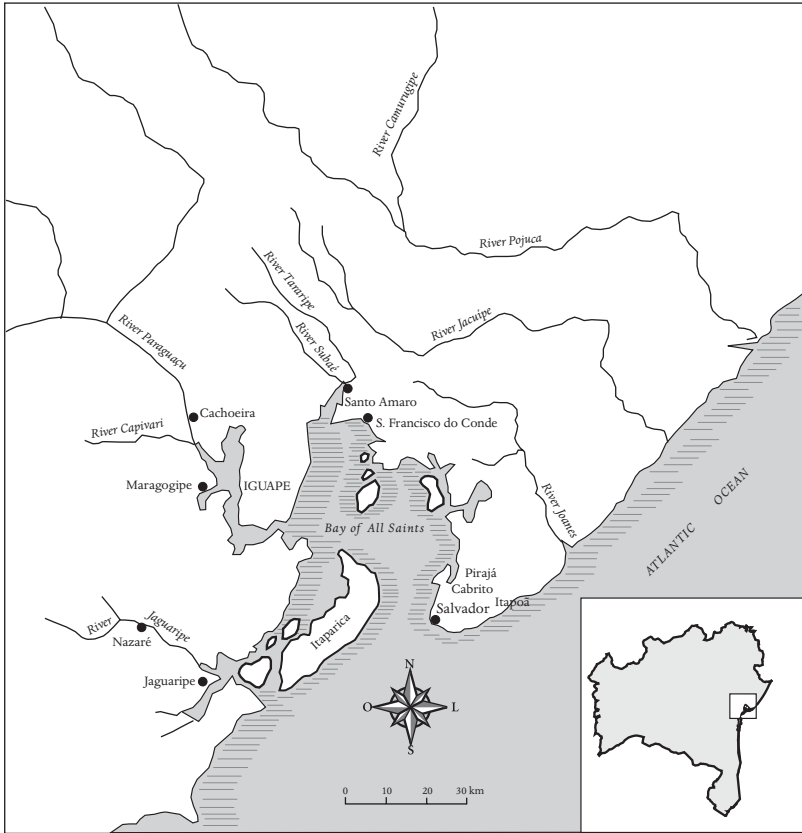 River Camurugipe
River Pojuca
River Tararipe
River Jacuípe
River Subaé
River Paraguaçu
Santo Amaro
Cachoeira
S. Francisco do Conde
River Capivari
Maragogipe
IGUAPE
River Joanes
ATLANTIC OCEAN
Bay of All Saints
Pirajá
Cabrito
Itapoã
Salvador
Itaparica
River Jaguaripe
Nazaré
Jaguaripe
N
O
L
S
0 10 20 30 km